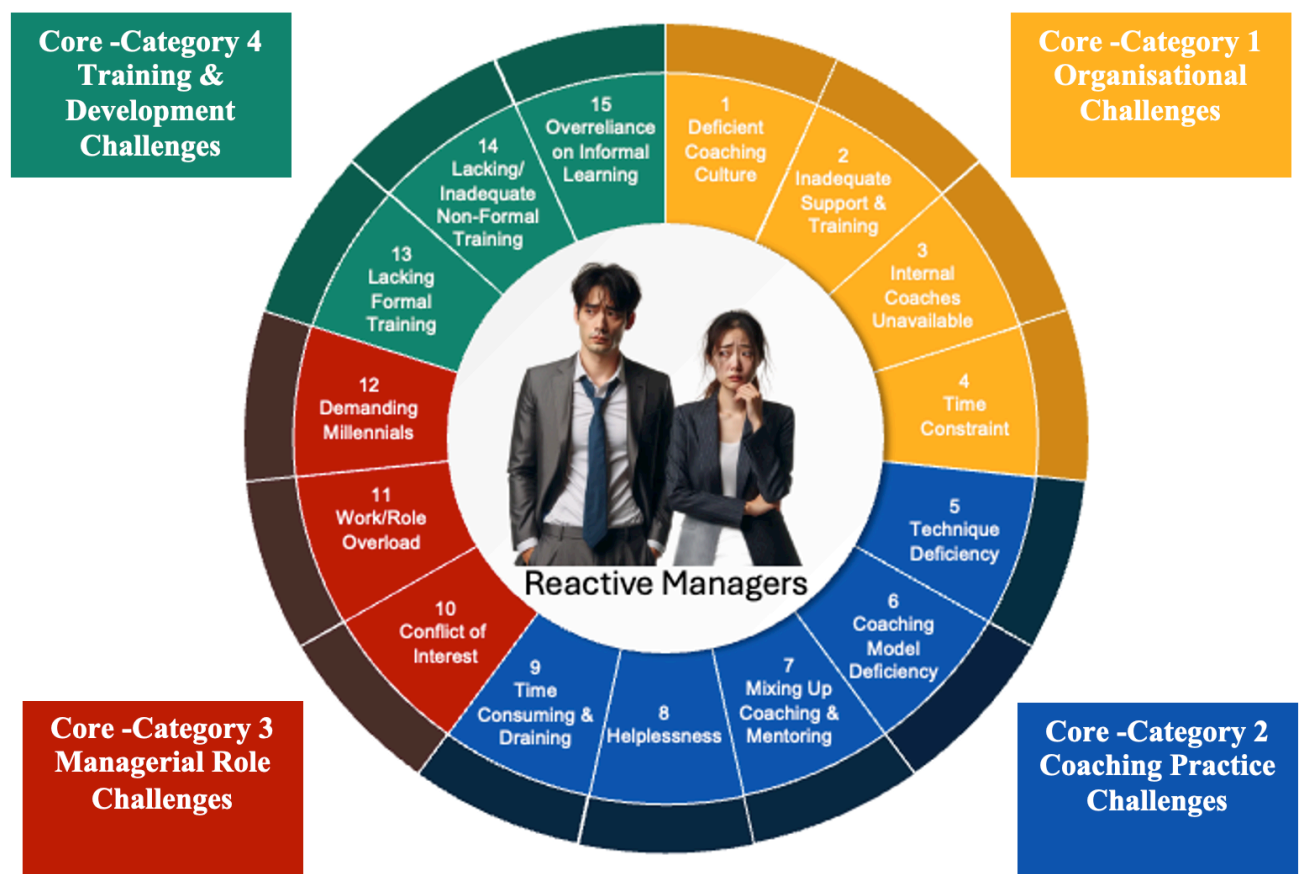 Core -Category 4
Training &
Development
Challenges
Core -Category 1
Organisational
Challenges
1
Deficient
Coaching
Culture
2
Inadequate
Support &
Training
3
Internal
Coaches
Unavailable
4
Time
Constraint
5
Technique
Deficiency
6
Coaching
Model
Deficiency
7
Mixing Up
Coaching &
Mentoring
8
Helplessness
9
Time
Consuming &
Draining
10
Conflict of
Interest
11
Work/Role
Overload
12
Demanding
Millennials
13
Lacking
Formal
Training
14
Lacking/
Inadequate
Non-Formal
Training
15
Overreliance
on Informal
Learning
Reactive Managers
Core -Category 3
Managerial Role
Challenges
Core -Category 2
Coaching Practice
Challenges